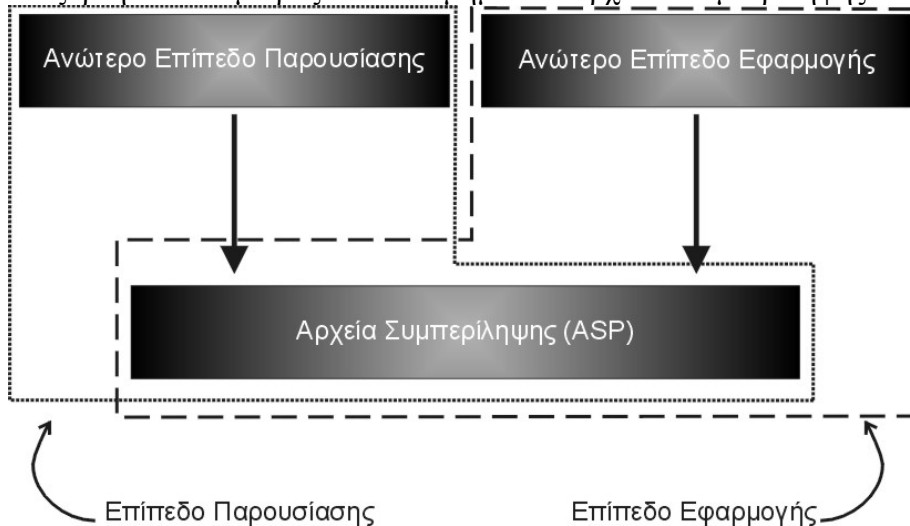 Ανώτερο Επίπεδο Παρουσίασης
Ανώτερο Επίπεδο Εφαρμογής
Αρχεία Συμπερίληψης (ASP)
Επίπεδο Παρουσίασης
Επίπεδο Εφαρμογής